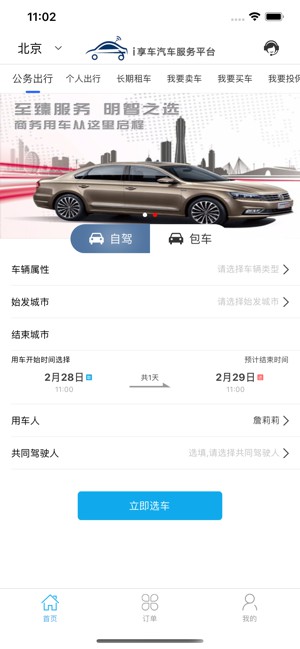 11:02
北京
i享车汽车服务平台
公务出行 个人出行 长期租车 我要卖车 我要买车 我要投保
至臻服务 明智之选
商务用车从这里启程
自驾 包车
车辆属性 请选择车辆类型
始发城市 请选择始发城市
结束城市
用车开始时间选择 预计结束时间
2月28日 共1天 2月29日
11:00 11:00
用车人 詹莉莉
共同驾驶人 选填,请选择共同驾驶人
立即选车
首页 订单 我的